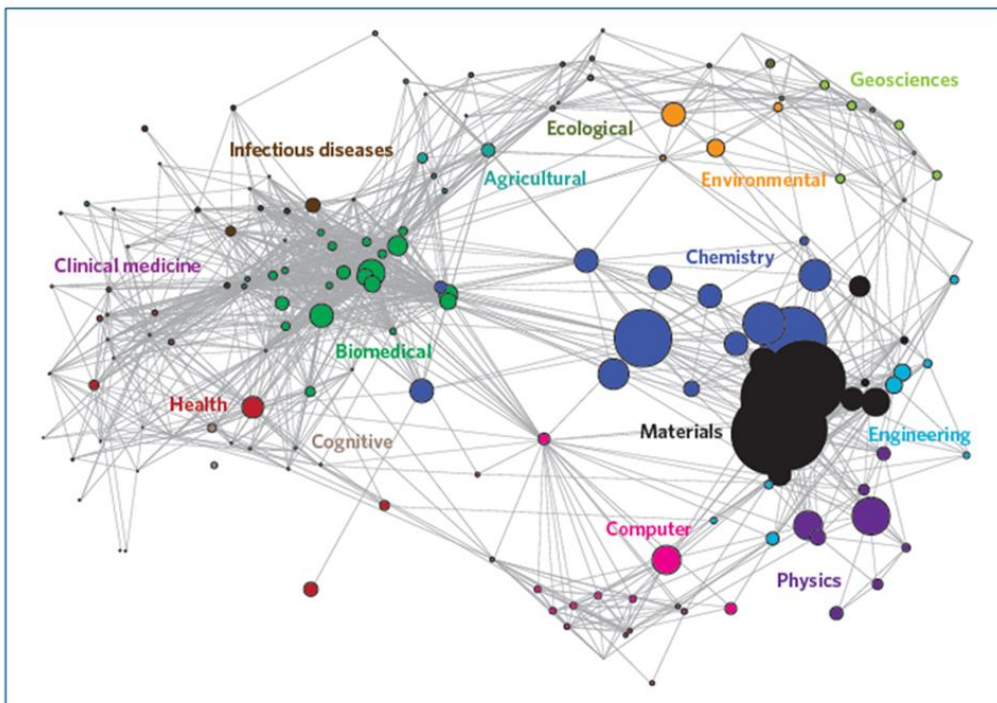 Geosciences
Ecological
Infectious diseases
Agricultural
Environmental
Clinical medicine
Chemistry
Biomedical
Health
Materials
Engineering
Cognitive
Computer
Physics